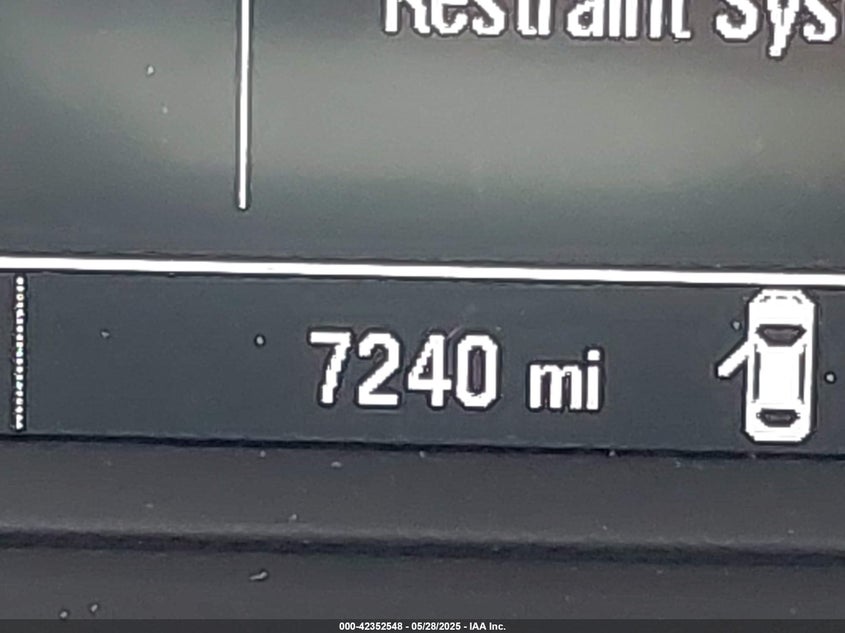 Restraint Sys
7240 mi
000-42352548 - 05/28/2025 - IAA Inc.